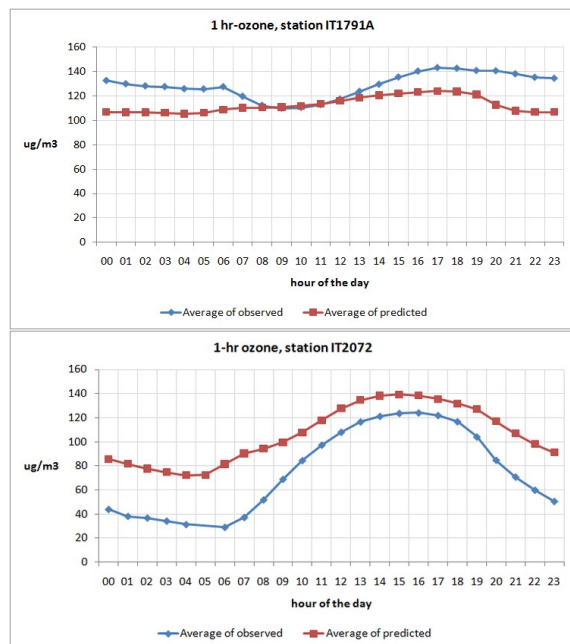 1 hr-ozone, station IT1791A
160
140
120
100
80
60
40
20
0
ug/m3
00 01 02 03 04 05 06 07 08 09 10 11 12 13 14 15 16 17 18 19 20 21 22 23
hour of the day
Average of observed Average of predicted
1-hr ozone, station IT2072
160
140
120
100
80
60
40
20
0
ug/m3
00 01 02 03 04 05 06 07 08 09 10 11 12 13 14 15 16 17 18 19 20 21 22 23
hour of the day
Average of observed Average of predicted